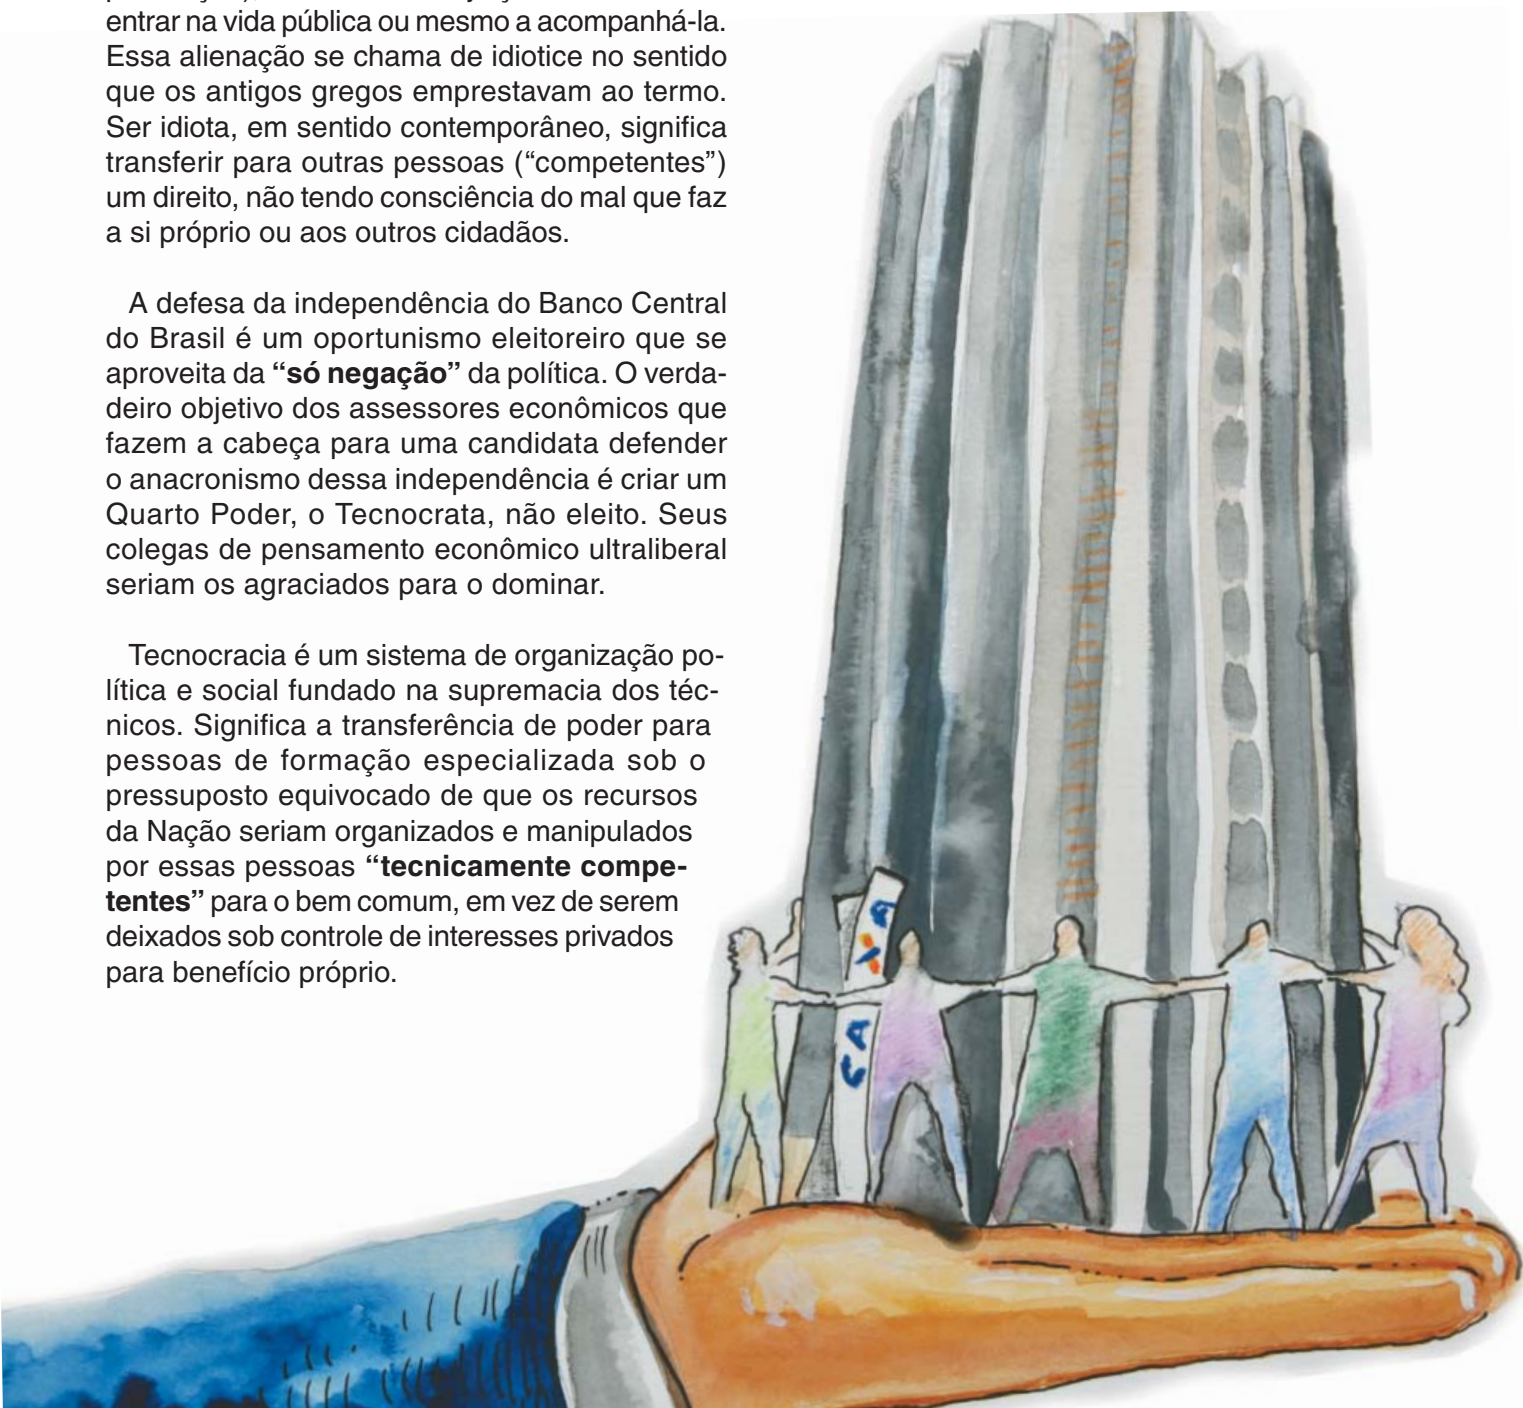 entrar na vida pública ou mesmo a acompanhá-la.
Essa alienação se chama de idiotice no sentido
que os antigos gregos emprestavam ao termo.
Ser idiota, em sentido contemporâneo, significa
transferir para outras pessoas (“competentes”)
um direito, não tendo consciência do mal que faz
a si próprio ou aos outros cidadãos.
A defesa da independência do Banco Central
do Brasil é um oportunismo eleitoreiro que se
aproveita da “só negação” da política. O verda-
deiro objetivo dos assessores econômicos que
fazem a cabeça para uma candidata defender
o anacronismo dessa independência é criar um
Quarto Poder, o Tecnocrata, não eleito. Seus
colegas de pensamento econômico ultraliberal
seriam os agraciados para o dominar.
Tecnocracia é um sistema de organização po-
lítica e social fundado na supremacia dos téc-
nicos. Significa a transferência de poder para
pessoas de formação especializada sob o
pressuposto equivocado de que os recursos
da Nação seriam organizados e manipulados
por essas pessoas “tecnicamente compe-
tentes” para o bem comum, em vez de serem
deixados sob controle de interesses privados
para benefício próprio.
CAXA